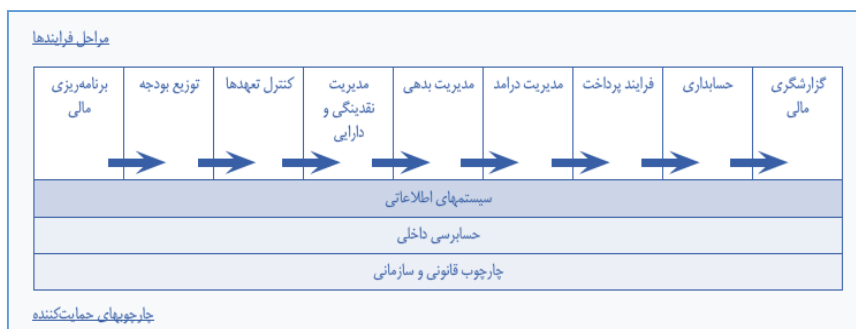 مراحل فرایندها
برنامه‌ریزی
مالی
توزیع بودجه
کنترل تعهدها
مدیریت
نقدینگی و
دارایی
مدیریت بدهی
مدیریت درامد
فرایند پرداخت
حسابداری
گزارشگری
مالی
سیستمهای اطلاعاتی
حسابرسی داخلی
چارچوب قانونی و سازمانی
چارچوبهای حمایت‌کننده